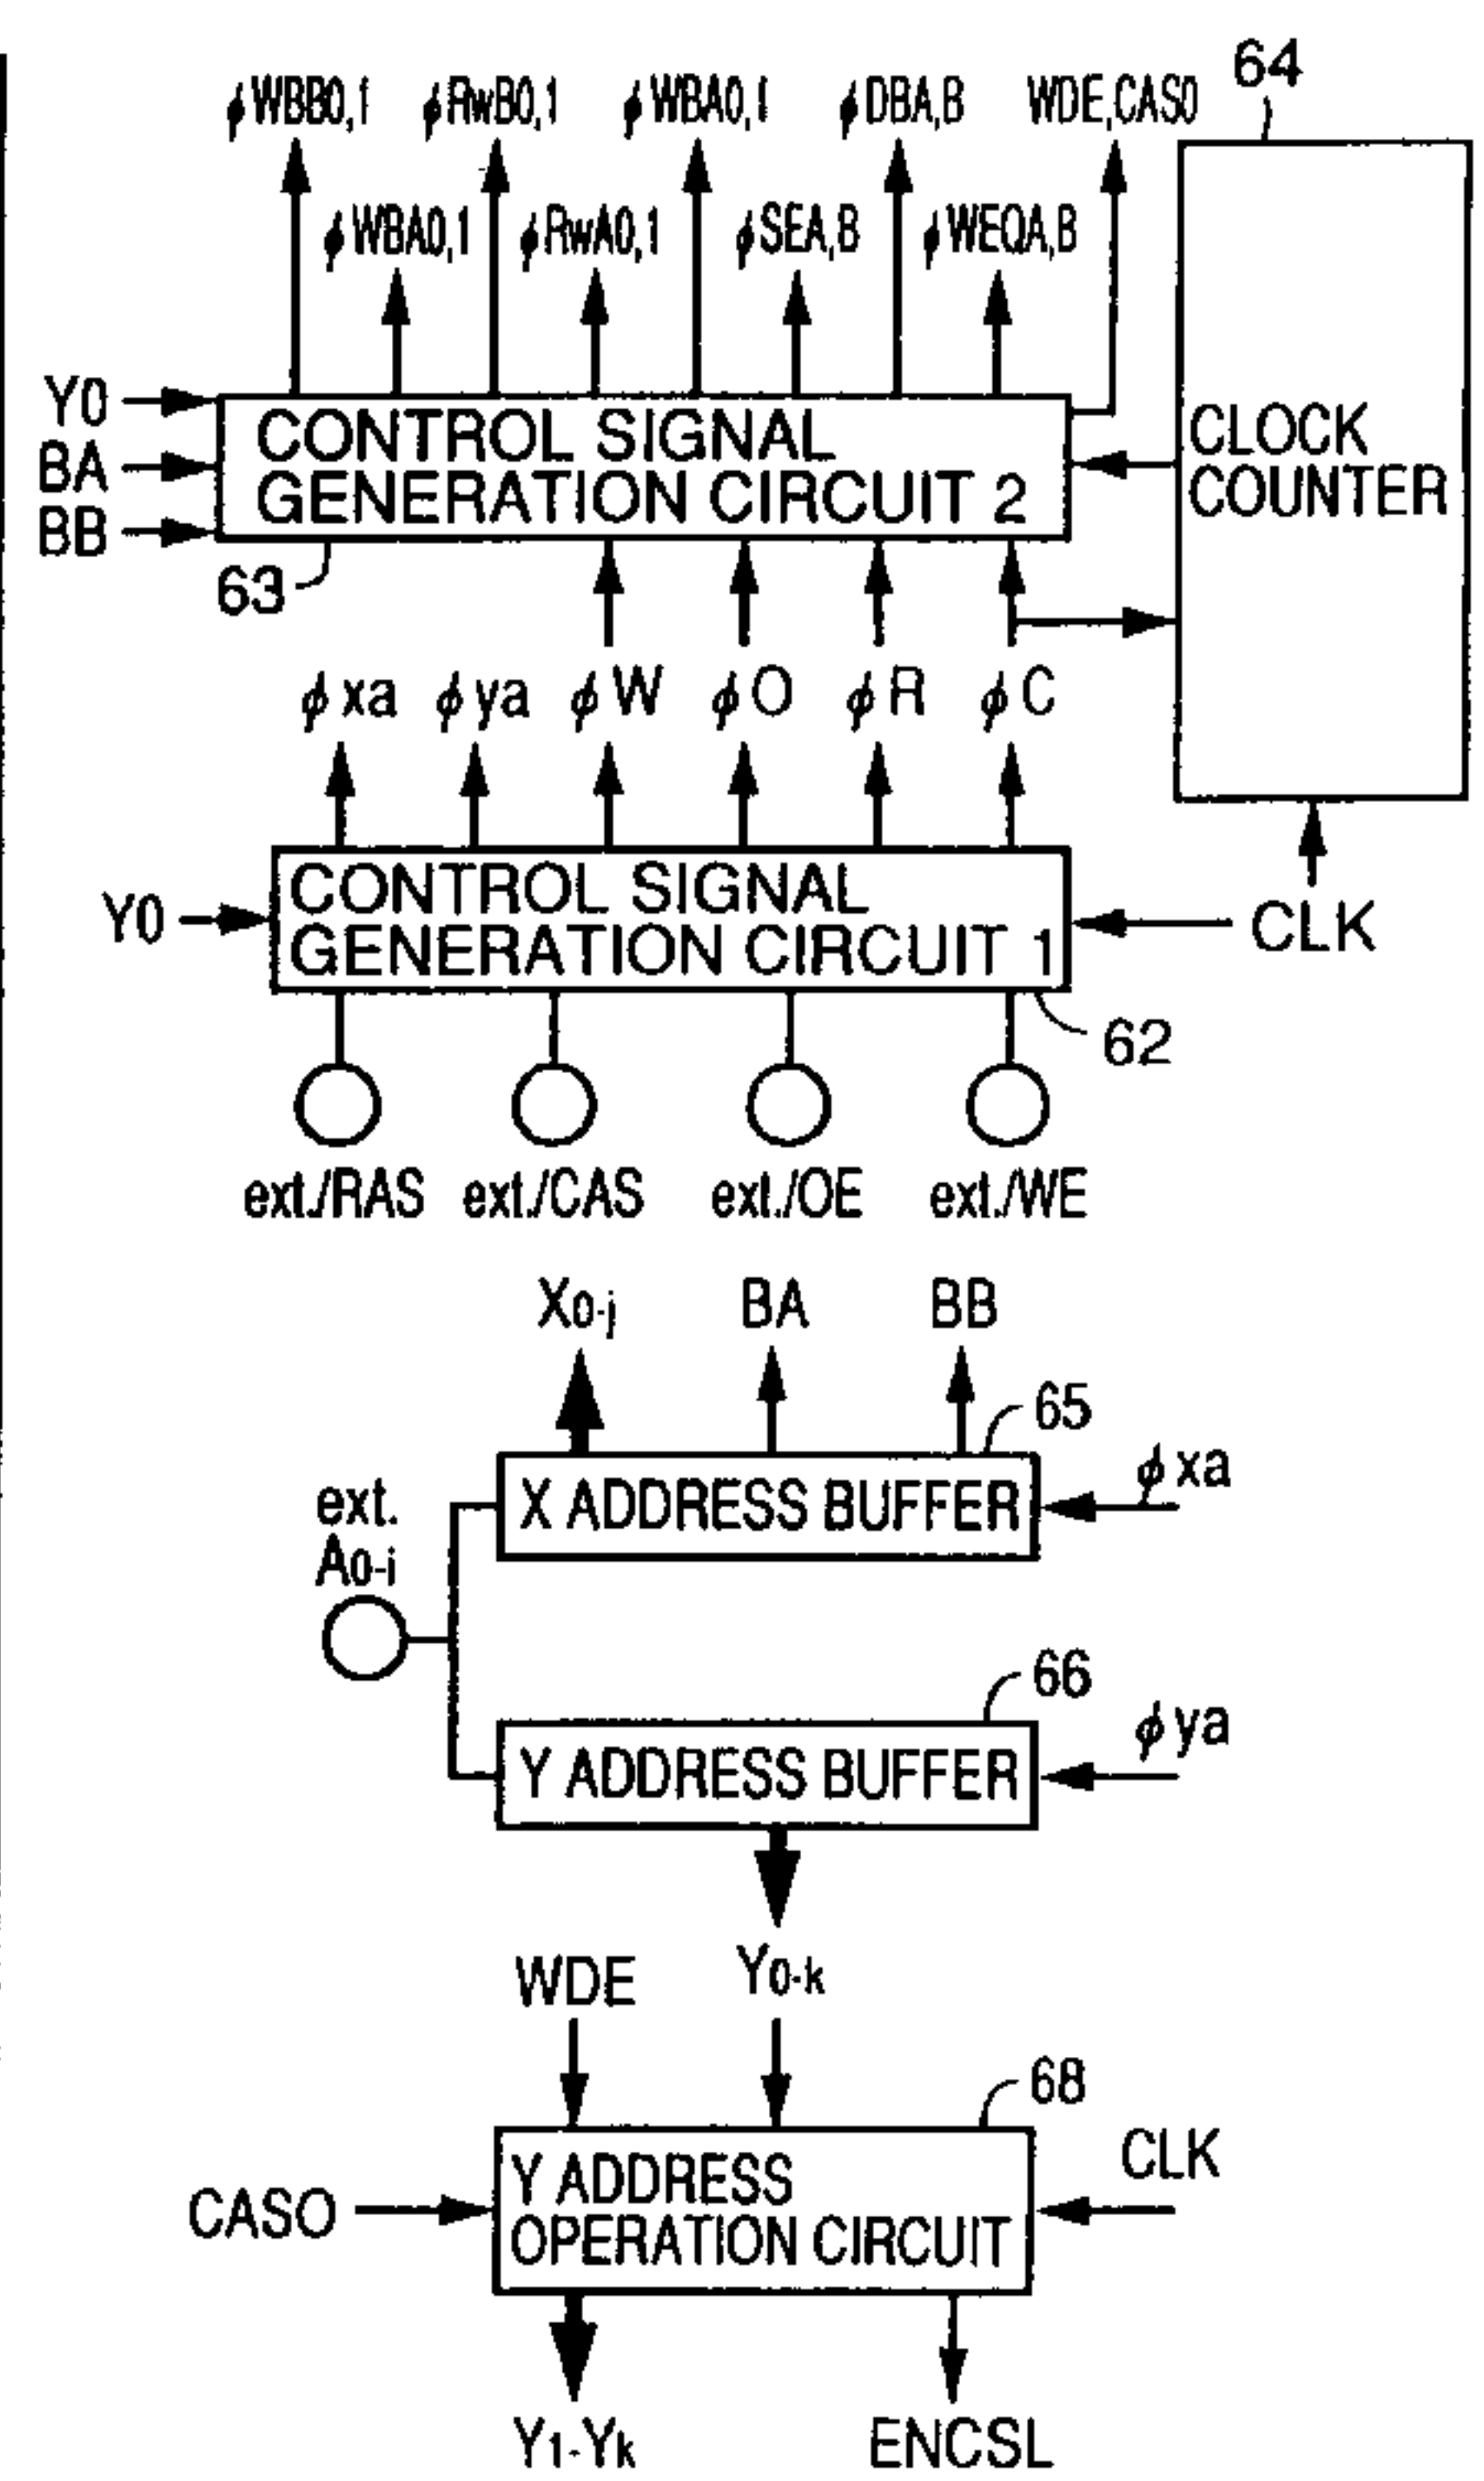 64
ϕWBB0,1 ϕRwB0,1 ϕWBA0,1 ϕDBA,B WDE,CAS0
ϕWBA0,1 ϕRwA0,1 ϕSEA,B ϕWEQA,B
Y0
BA
BB
CONTROL SIGNAL
GENERATION CIRCUIT 2
CLOCK
COUNTER
63
ϕxa ϕya ϕW ϕO ϕR ϕC
Y0
CONTROL SIGNAL
GENERATION CIRCUIT 1
CLK
62
ext./RAS ext./CAS ext./OE ext./WE
X0-j BA BB
65
ϕxa
X ADDRESS BUFFER
ext.
A0-i
66
ϕya
Y ADDRESS BUFFER
WDE Y0-k
68
CLK
CASO
Y ADDRESS
OPERATION CIRCUIT
Y1-Yk ENCSL